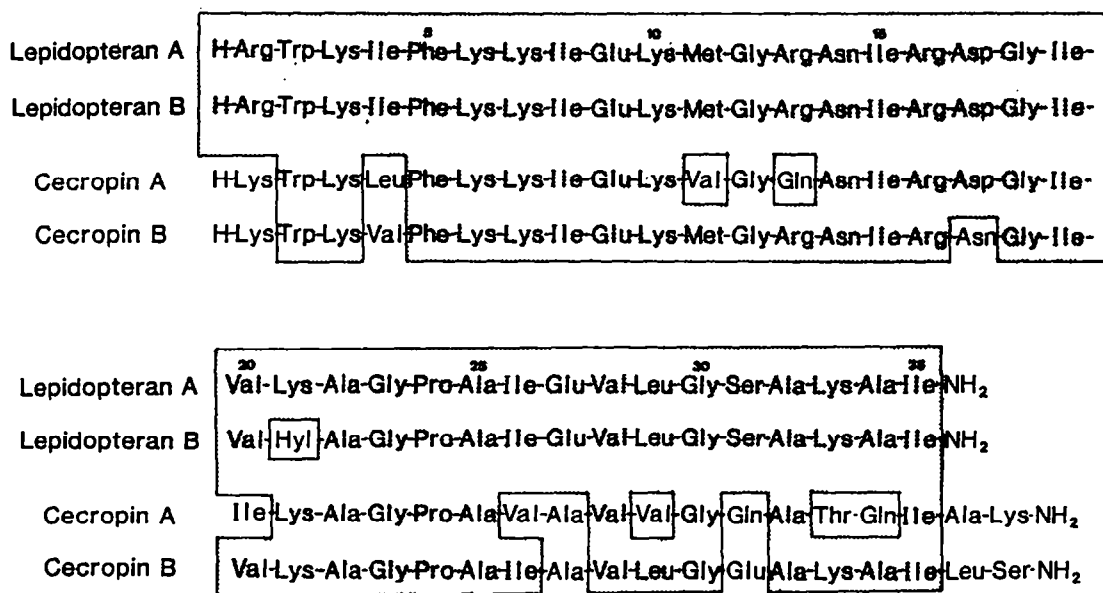 5 10 15
Lepidopteran A H-Arg-Trp-Lys-Ile-Phe-Lys-Lys-Ile-Glu-Lys-Met-Gly-Arg-Asn-Ile-Arg-Asp-Gly-Ile-
Lepidopteran B H-Arg-Trp-Lys-Ile-Phe-Lys-Lys-Ile-Glu-Lys-Met-Gly-Arg-Asn-Ile-Arg-Asp-Gly-Ile-
Cecropin A H-Lys-Trp-Lys-Leu-Phe-Lys-Lys-Ile-Glu-Lys-Val-Gly-Gln-Asn-Ile-Arg-Asp-Gly-Ile-
Cecropin B H-Lys-Trp-Lys-Val-Phe-Lys-Lys-Ile-Glu-Lys-Met-Gly-Arg-Asn-Ile-Arg-Asn-Gly-Ile-
20 25 30 35
Lepidopteran A Val-Lys-Ala-Gly-Pro-Ala-Ile-Glu-Val-Leu-Gly-Ser-Ala-Lys-Ala-Ile-NH₂
Lepidopteran B Val-Hyl-Ala-Gly-Pro-Ala-Ile-Glu-Val-Leu-Gly-Ser-Ala-Lys-Ala-Ile-NH₂
Cecropin A Ile-Lys-Ala-Gly-Pro-Ala-Val-Ala-Val-Val-Gly-Gln-Ala-Thr-Gln-Ile-Ala-Lys-NH₂
Cecropin B Val-Lys-Ala-Gly-Pro-Ala-Ile-Ala-Val-Leu-Gly-Glu-Ala-Lys-Ala-Ile-Leu-Ser-NH₂